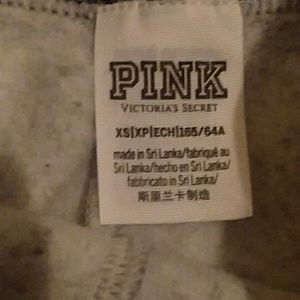 PINK
VICTORIA'S SECRET
XS|XP|ECH|165/64A
made in Sri Lanka/fabriqué au
Sri Lanka/hecho en Sri Lanka/
fabbricato in Sri Lanka/
斯里兰卡制造